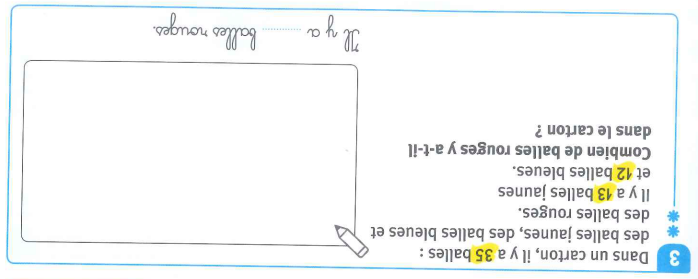 3
Dans un carton, il y a 35 balles :
des balles jaunes, des balles bleues et
des balles rouges.
Il y a 13 balles jaunes
et 12 balles bleues.
Combien de balles rouges y a-t-il
dans le carton ?
Il y a ........... balles rouges.